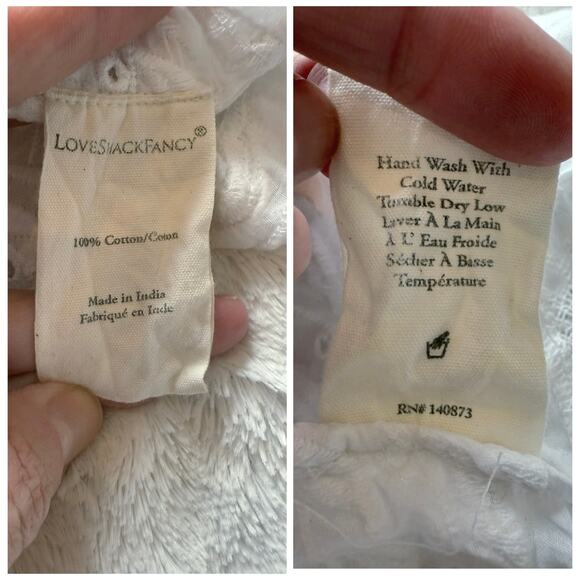 LOVESHACKFANCY®
100% Cotton/Coton
Made in India
Fabriqué en Inde
Hand Wash With
Cold Water
Tumble Dry Low
Laver À La Main
À L' Eau Froide
Sécher À Basse
Température
RN# 140873